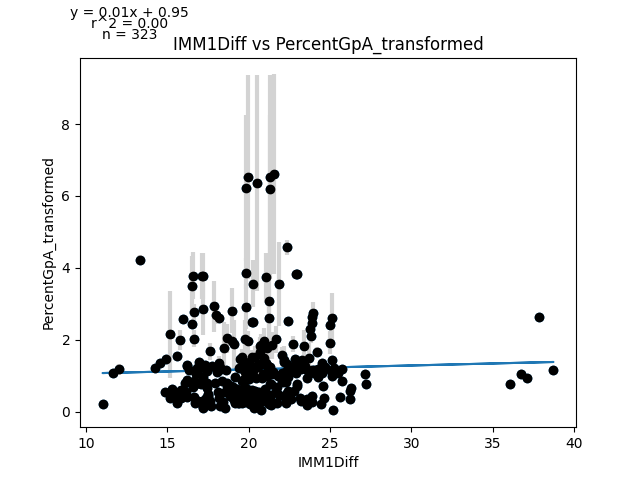 y = 0.01x + 0.95
r^2 = 0.00
n = 323
IMM1Diff vs PercentGpA_transformed
PercentGpA_transformed
8
6
4
2
0
10 15 20 25 30 35 40
IMM1Diff